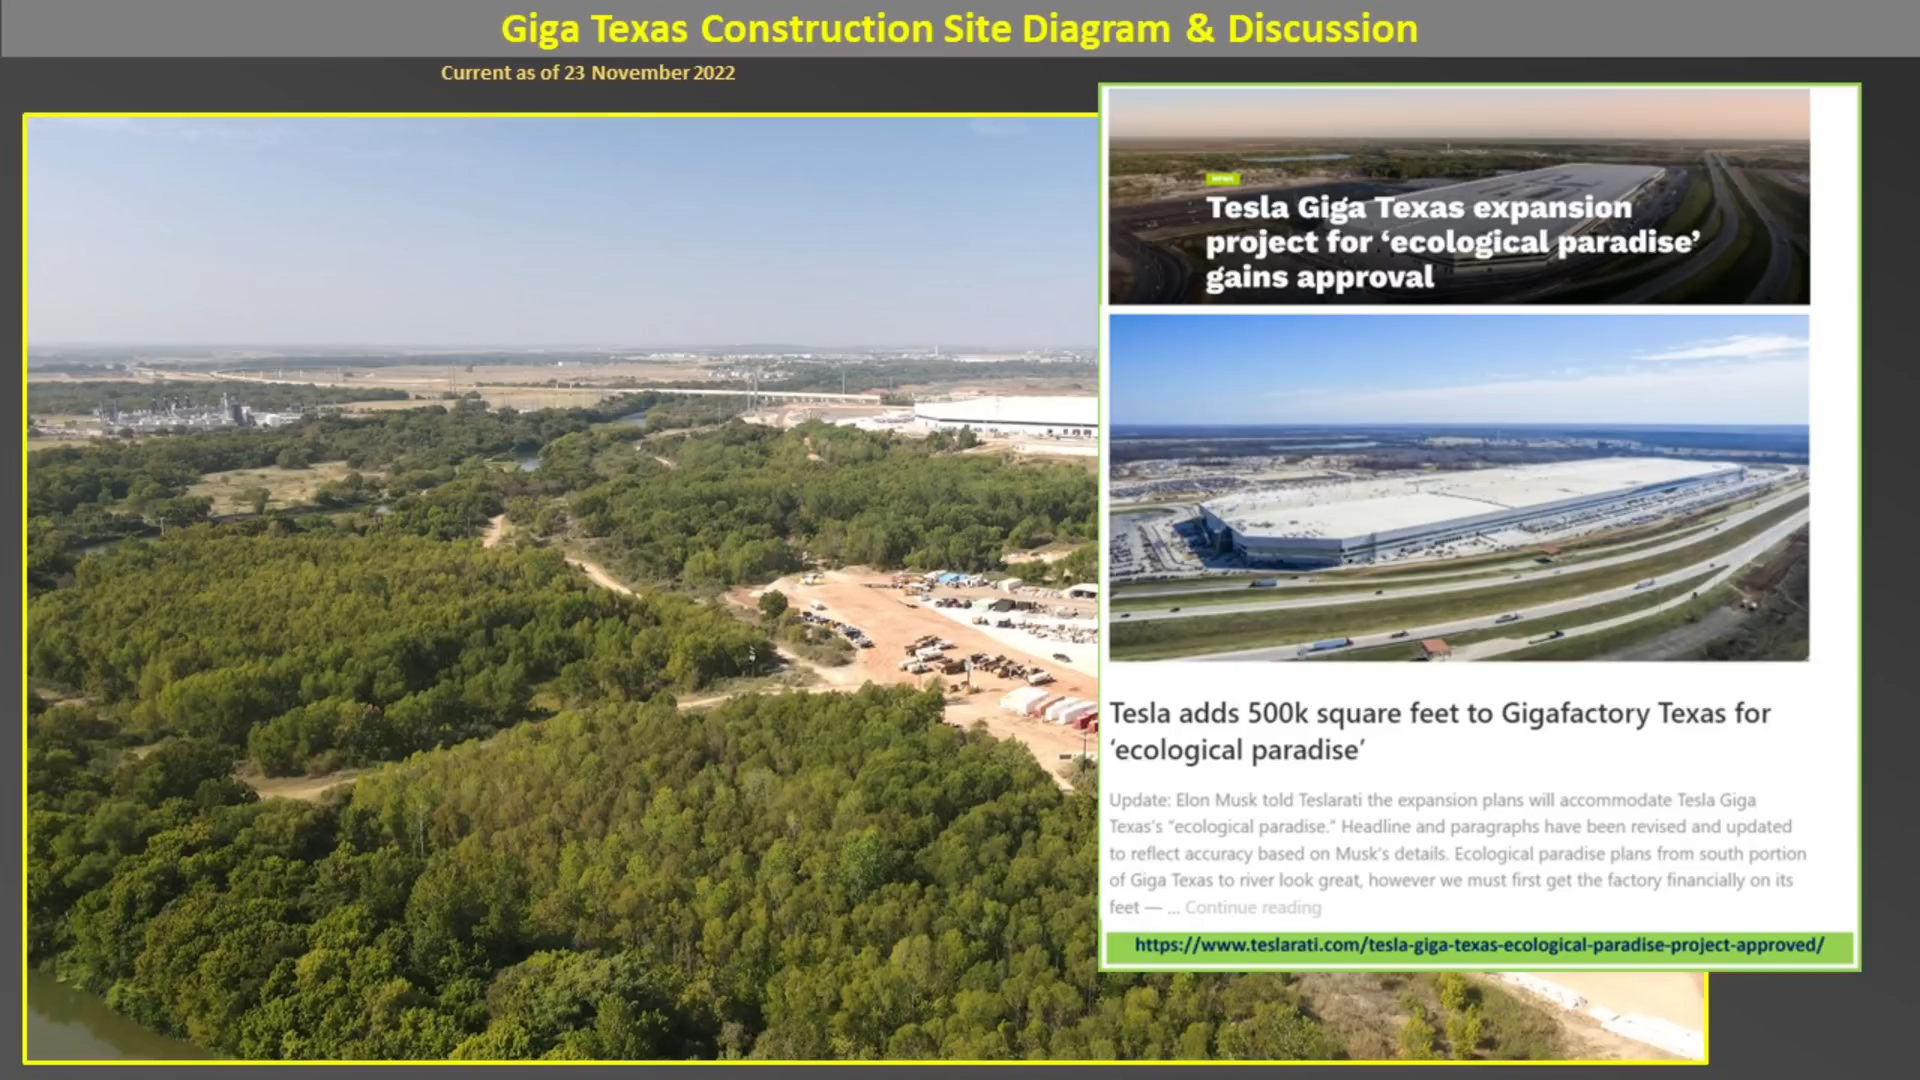 Giga Texas Construction Site Diagram & Discussion
Current as of 23 November 2022
NEWS
Tesla Giga Texas expansion
project for ‘ecological paradise’
gains approval
Tesla adds 500k square feet to Gigafactory Texas for
‘ecological paradise’
Update: Elon Musk told Teslarati the expansion plans will accommodate Tesla Giga
Texas's "ecological paradise." Headline and paragraphs have been revised and updated
to reflect accuracy based on Musk's details. Ecological paradise plans from south portion
of Giga Texas to river look great, however we must first get the factory financially on its
feet — ... Continue reading
https://www.teslarati.com/tesla-giga-texas-ecological-paradise-project-approved/